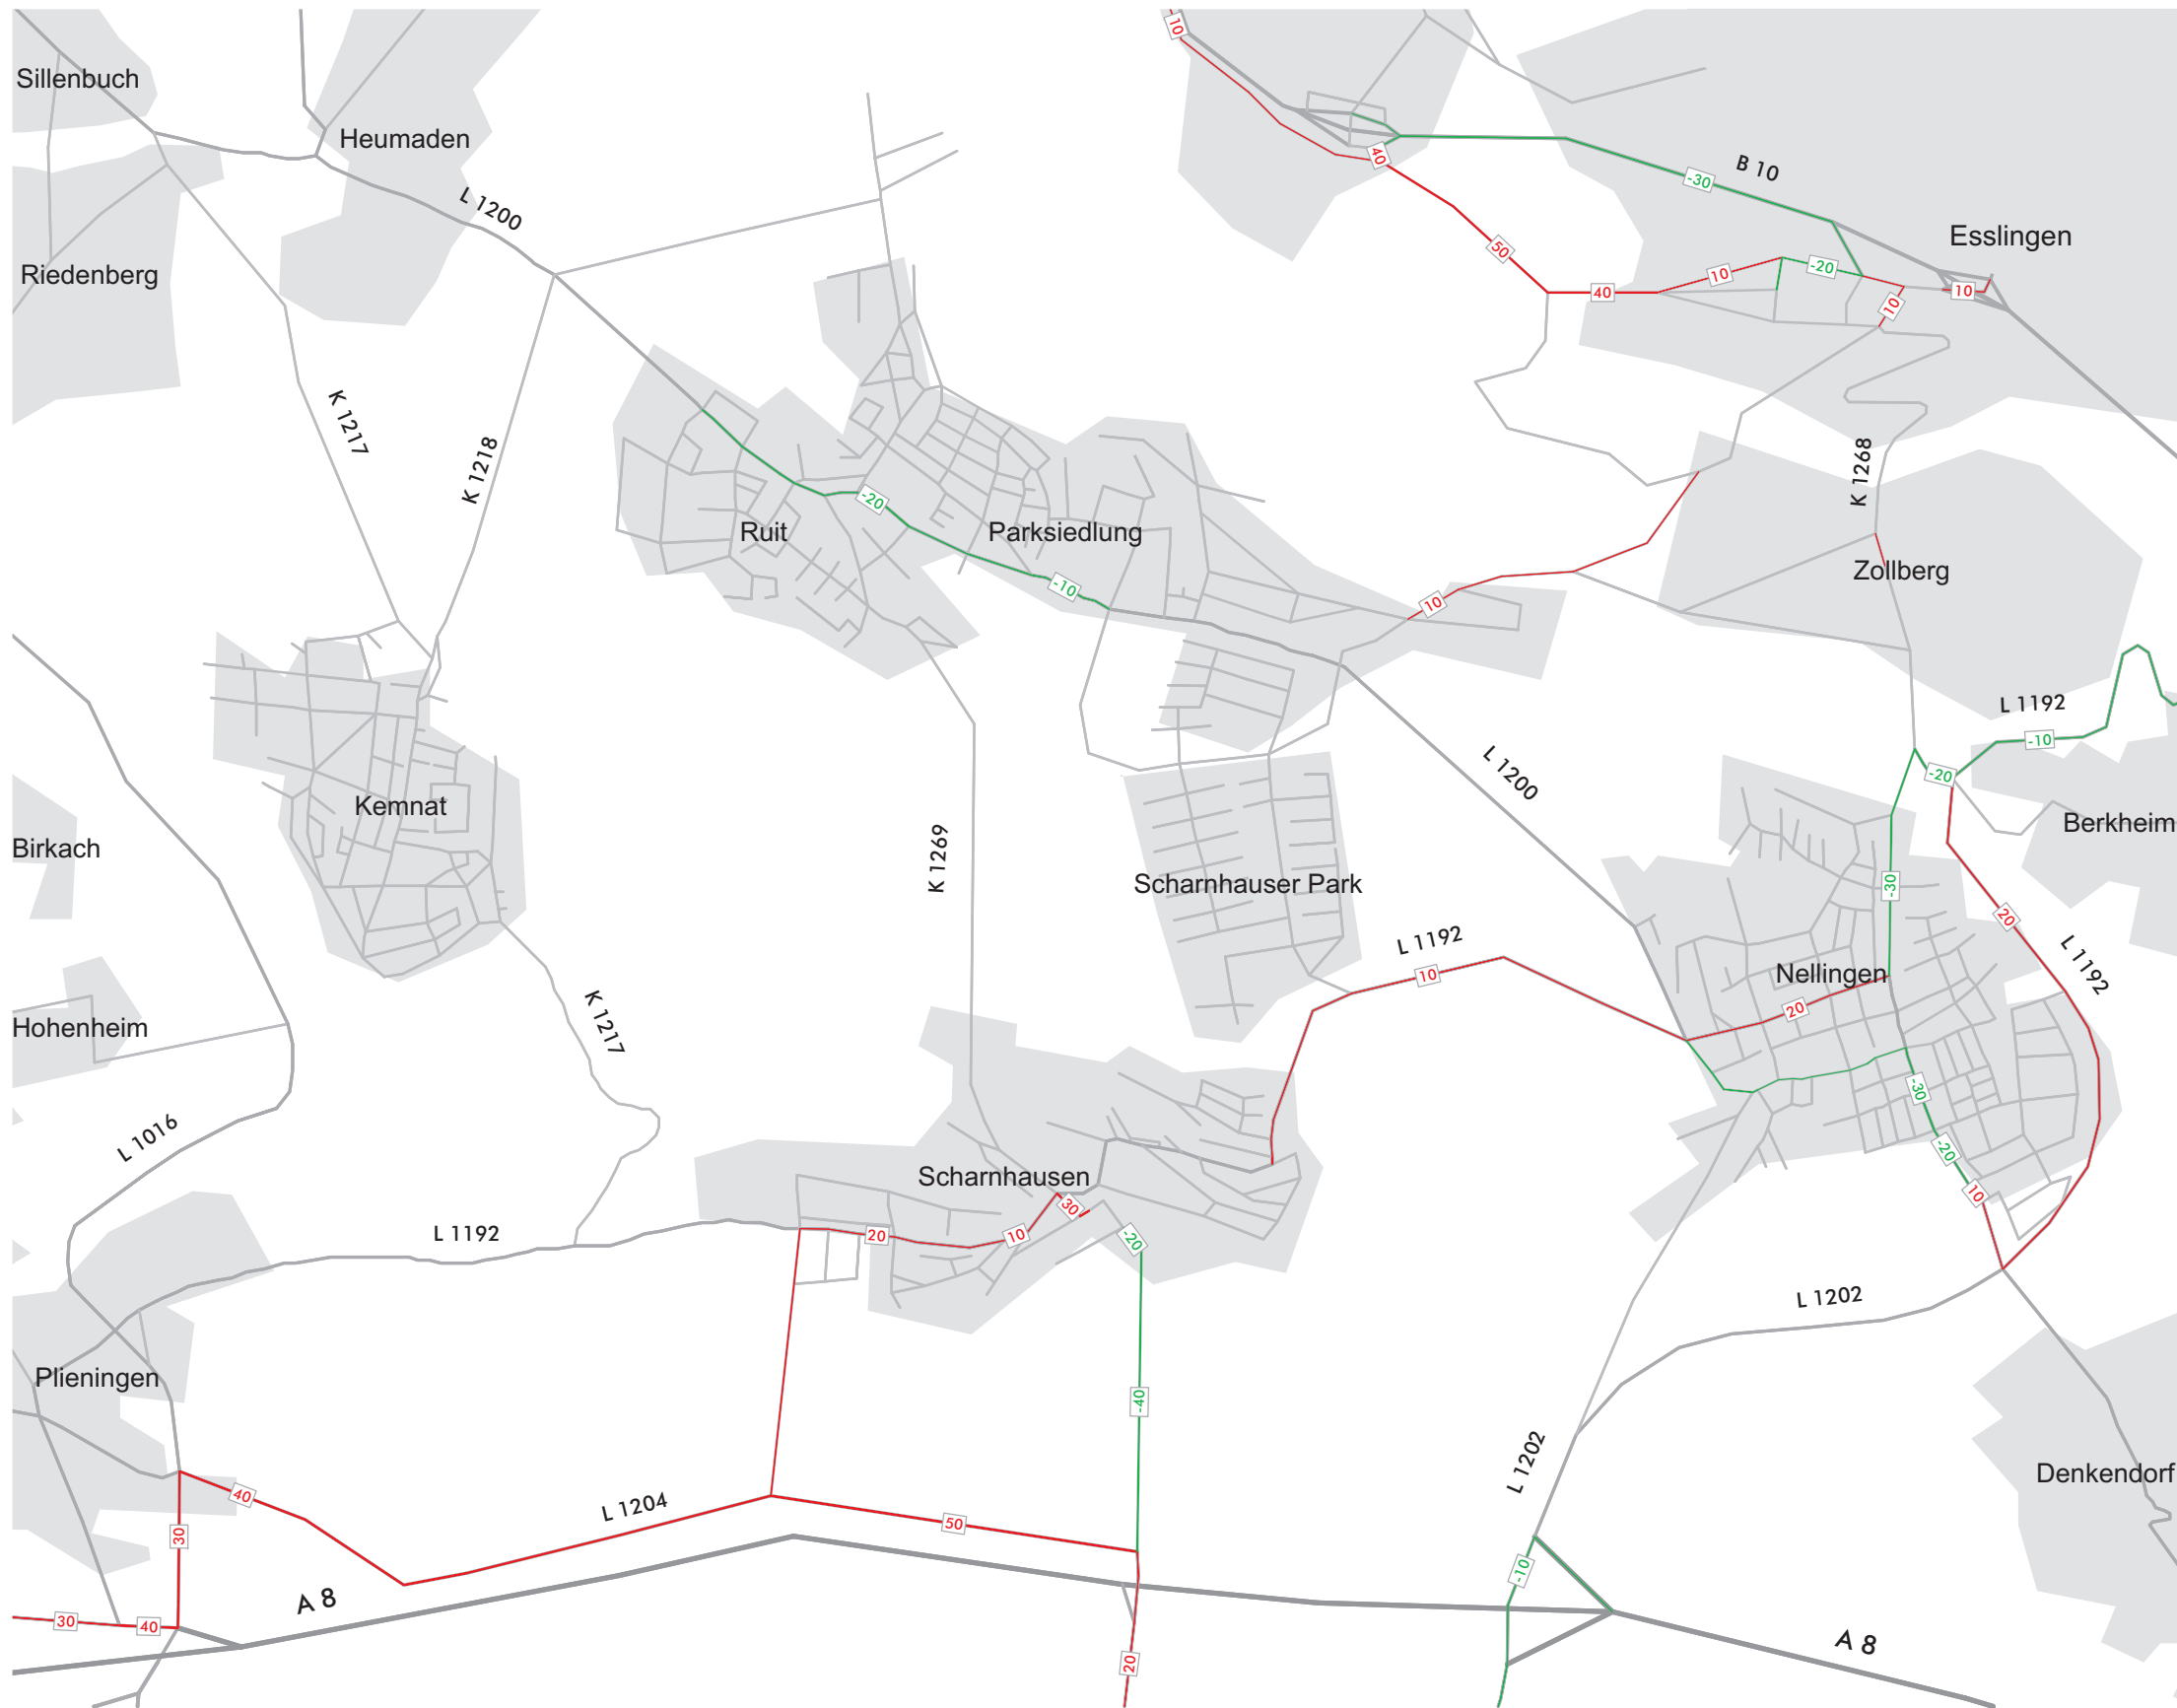 10
Sillenbuch
Heumaden
40
B 10
-30
L 1200
Esslingen
50
Riedenberg
10
-20
40
10
10
K 1217
K 1218
K 1268
-20
Ruit
Parksiedlung
Zollberg
-10
10
L 1192
-10
L 1200
-20
Kemnat
Berkheim
Birkach
K 1269
Scharnhauser Park
-30
20
L 1192
L 1192
10
Nellingen
20
K 1217
Hohenheim
-30
L 1016
-20
Scharnhausen
10
30
L 1192
20
10
-20
L 1202
Plieningen
-40
L 1202
Denkendorf
40
L 1204
50
30
-10
A 8
30
40
A 8
20